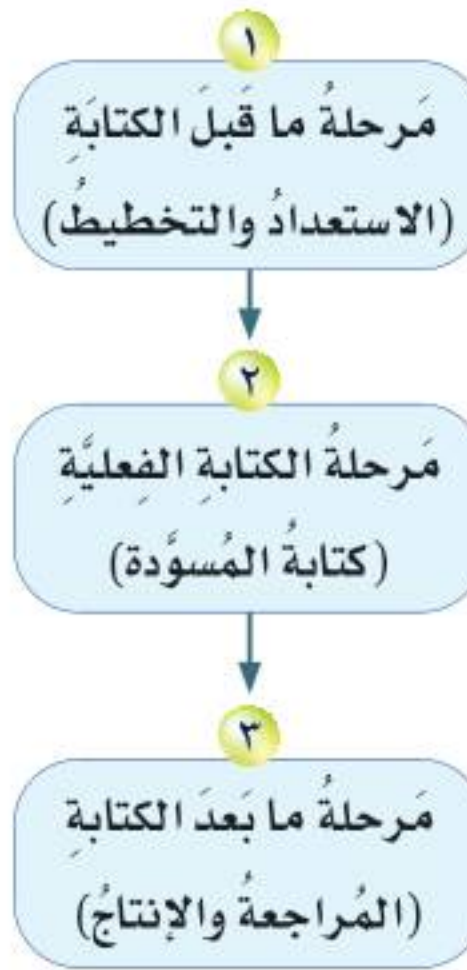 ١
مَرحلةُ ما قَبلَ الكتابَةِ
(الاستعدادُ والتخطيطُ)
٢
مَرحلةُ الكتابةِ الفِعليَّةِ
(كتابةُ المُسوَّدة)
٣
مَرحلةُ ما بَعدَ الكتابةِ
(المُراجعةُ والإنتاجُ)